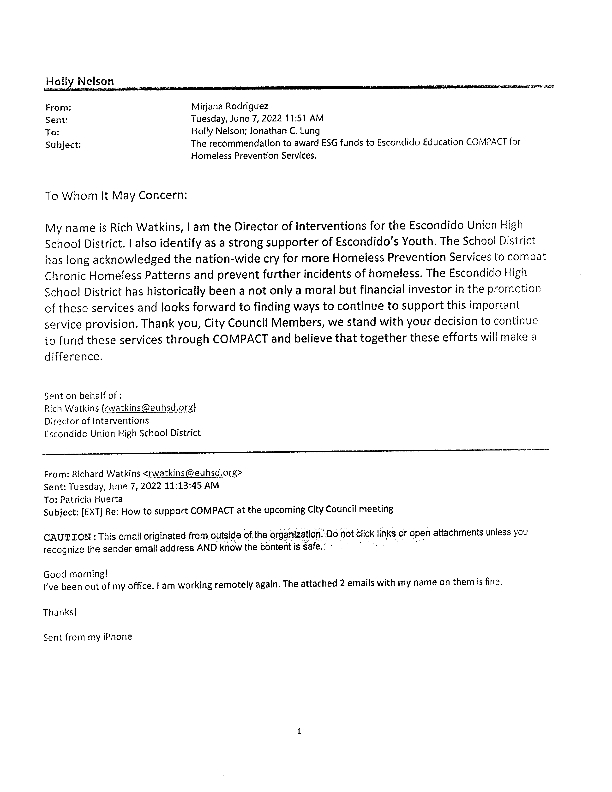 Holly Nelson
From: Mirjana Rodriguez
Sent: Tuesday, June 7, 2022 11:51 AM
To: Holly Nelson; Jonathan C. Lung
Subject: The recommendation to award ESG funds to Escondido Education COMPACT for
Homeless Prevention Services.
To Whom It May Concern:
My name is Rich Watkins, I am the Director of Interventions for the Escondido Union High
School District. I also identify as a strong supporter of Escondido's Youth. The School District
has long acknowledged the nation-wide cry for more Homeless Prevention Services to combat
Chronic Homeless Patterns and prevent further incidents of homeless. The Escondido High
School District has historically been a not only a moral but financial investor in the promotion
of these services and looks forward to finding ways to continue to support this important
service provision. Thank you, City Council Members, we stand with your decision to continue
to fund these services through COMPACT and believe that together these efforts will make a
difference.
Sent on behalf of :
Rich Watkins (rwatkins@euhsd.org)
Director of Interventions
Escondido Union High School District
From: Richard Watkins <rwatkins@euhsd.org>
Sent: Tuesday, June 7, 2022 11:13:45 AM
To: Patricia Huerta
Subject: [EXT] Re: How to support COMPACT at the upcoming City Council meeting
CAUTION : This email originated from outside of the organization. Do not click links or open attachments unless you
recognize the sender email address AND know the content is safe.
Good morning!
I've been out of my office. I am working remotely again. The attached 2 emails with my name on them is fine.
Thanks!
Sent from my iPhone
1